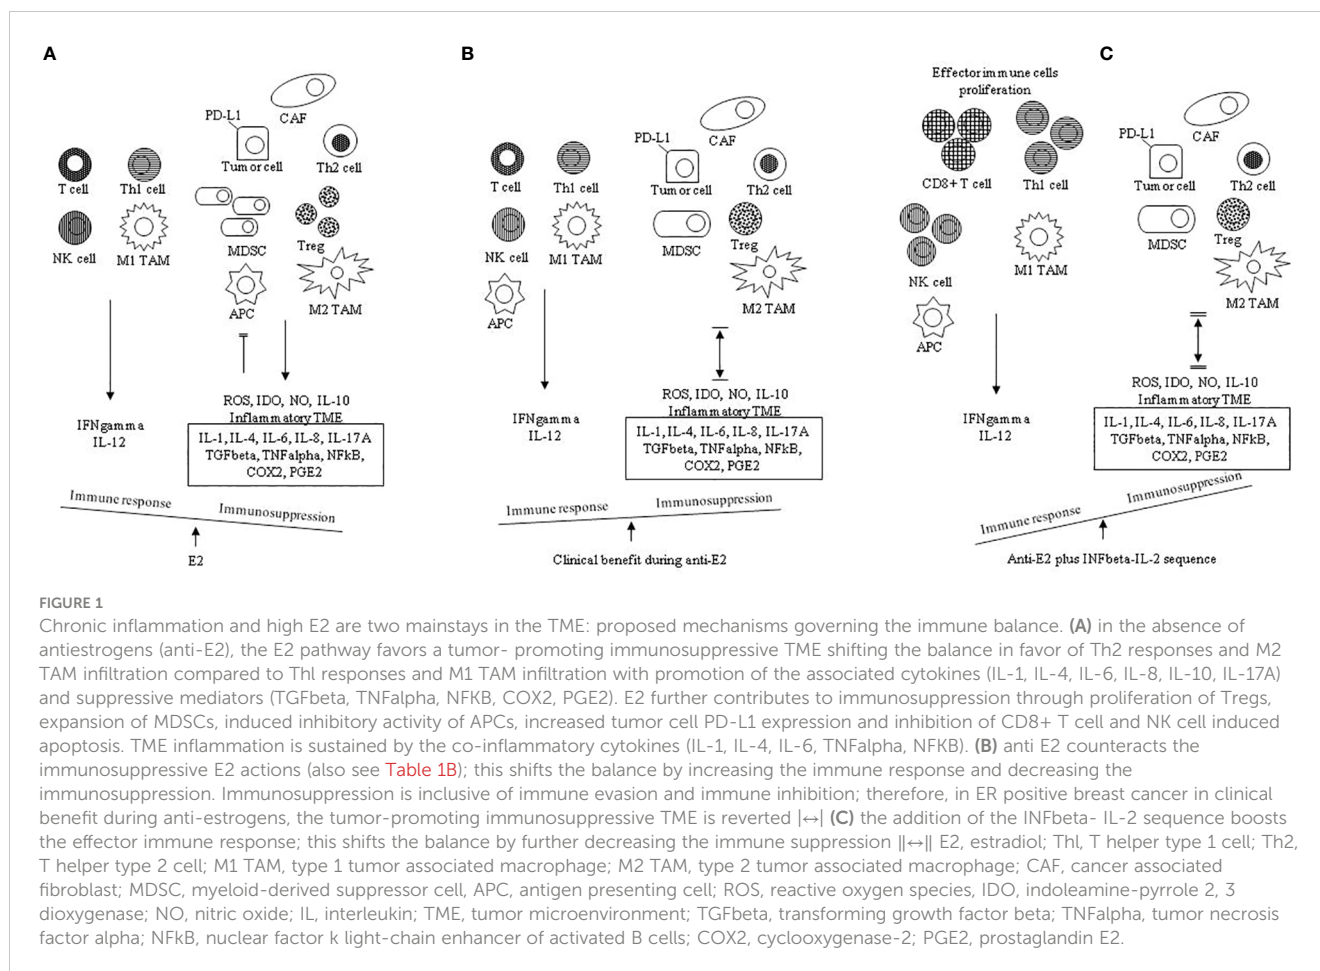 A
B
C
CAF
PD-L1
Tumor cell
Th2 cell
T cell
Th1 cell
MDSC
Treg
NK cell
M1 TAM
APC
M2 TAM
ROS, IDO, NO, IL-10
Inflammatory TME
IFNgamma
IL-12
IL-1, IL-4, IL-6, IL-8, IL-17A
TGFbeta, TNFalpha, NFkB,
COX2, PGE2
Immune response
Immunosuppression
E2
CAF
PD-L1
Tumor cell
Th2 cell
T cell
Th1 cell
MDSC
Treg
NK cell
M1 TAM
M2 TAM
APC
ROS, IDO, NO, IL-10
Inflammatory TME
IFNgamma
IL-12
IL-1, IL-4, IL-6, IL-8, IL-17A
TGFbeta, TNFalpha, NFkB,
COX2, PGE2
Immune response
Immunosuppression
Clinical benefit during anti-E2
Effector immune cells
proliferation
CAF
PD-L1
Tumor cell
Th2 cell
CD8+ T cell
Th1 cell
MDSC
Treg
M1 TAM
NK cell
M2 TAM
APC
ROS, IDO, NO, IL-10
Inflammatory TME
IFNgamma
IL-12
IL-1, IL-4, IL-6, IL-8, IL-17A
TGFbeta, TNFalpha, NFkB,
COX2, PGE2
Immune response
Immunosuppression
Anti-E2 plus INFbeta-IL-2 sequence
FIGURE 1
Chronic inflammation and high E2 are two mainstays in the TME: proposed mechanisms governing the immune balance. (A) in the absence of
antiestrogens (anti-E2), the E2 pathway favors a tumor- promoting immunosuppressive TME shifting the balance in favor of Th2 responses and M2
TAM infiltration compared to Thl responses and M1 TAM infiltration with promotion of the associated cytokines (IL-1, IL-4, IL-6, IL-8, IL-10, IL-17A)
and suppressive mediators (TGFbeta, TNFalpha, NFKB, COX2, PGE2). E2 further contributes to immunosuppression through proliferation of Tregs,
expansion of MDSCs, induced inhibitory activity of APCs, increased tumor cell PD-L1 expression and inhibition of CD8+ T cell and NK cell induced
apoptosis. TME inflammation is sustained by the co-inflammatory cytokines (IL-1, IL-4, IL-6, TNFalpha, NFKB). (B) anti E2 counteracts the
immunosuppressive E2 actions (also see Table 1B); this shifts the balance by increasing the immune response and decreasing the
immunosuppression. Immunosuppression is inclusive of immune evasion and immune inhibition; therefore, in ER positive breast cancer in clinical
benefit during anti-estrogens, the tumor-promoting immunosuppressive TME is reverted |↔| (C) the addition of the INFbeta- IL-2 sequence boosts
the effector immune response; this shifts the balance by further decreasing the immune suppression ‖↔‖ E2, estradiol; Thl, T helper type 1 cell; Th2,
T helper type 2 cell; M1 TAM, type 1 tumor associated macrophage; M2 TAM, type 2 tumor associated macrophage; CAF, cancer associated
fibroblast; MDSC, myeloid-derived suppressor cell, APC, antigen presenting cell; ROS, reactive oxygen species, IDO, indoleamine-pyrrole 2, 3
dioxygenase; NO, nitric oxide; IL, interleukin; TME, tumor microenvironment; TGFbeta, transforming growth factor beta; TNFalpha, tumor necrosis
factor alpha; NFkB, nuclear factor k light-chain enhancer of activated B cells; COX2, cyclooxygenase-2; PGE2, prostaglandin E2.